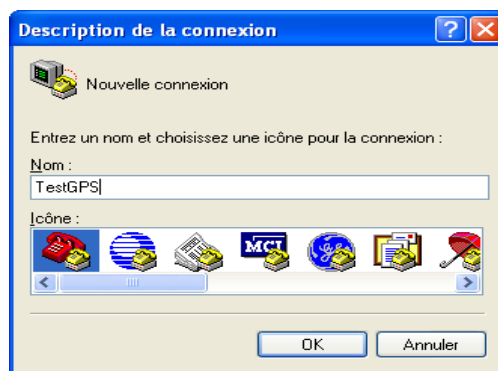 Description de la connexion
Nouvelle connexion
Entrez un nom et choisissez une icône pour la connexion :
Nom :
TestGPS
Icône :
MCI
OK
Annuler